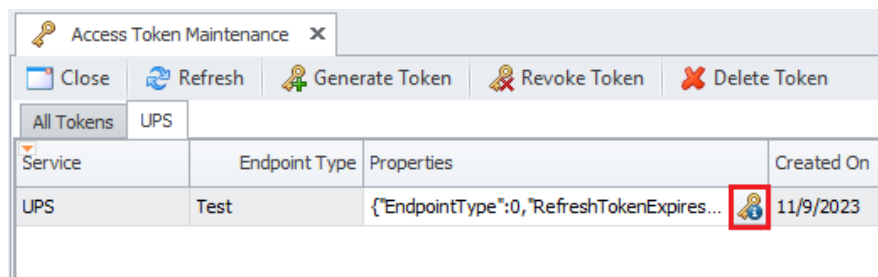 Access Token Maintenance
Close Refresh Generate Token Revoke Token Delete Token
All Tokens UPS
Service Endpoint Type Properties Created On
UPS Test {"EndpointType":0,"RefreshTokenExpires... 11/9/2023